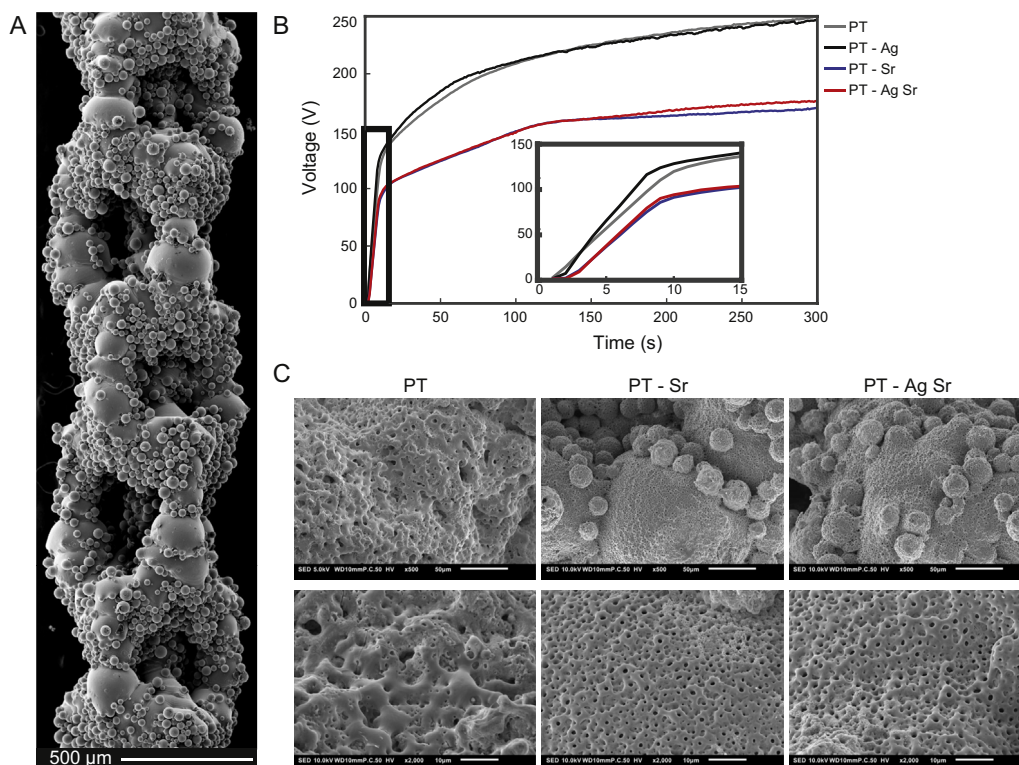 A
500 µm
B
Voltage (V)
250
200
150
100
50
0
0
50
100
150
200
250
300
Time (s)
150
100
50
0
0
5
10
15
PT
PT - Ag
PT - Sr
PT - Ag Sr
C
PT
PT - Sr
PT - Ag Sr
SED 5.0kV WD10mmP.C.50 HV x500 50µm
SED 10.0kV WD10mmP.C.50 HV x500 50µm
SED 10.0kV WD10mmP.C.50 HV x500 50µm
SED 10.0kV WD10mmP.C.50 HV x2,000 10µm
SED 10.0kV WD10mmP.C.50 HV x2,000 10µm
SED 10.0kV WD10mmP.C.50 HV x2,000 10µm